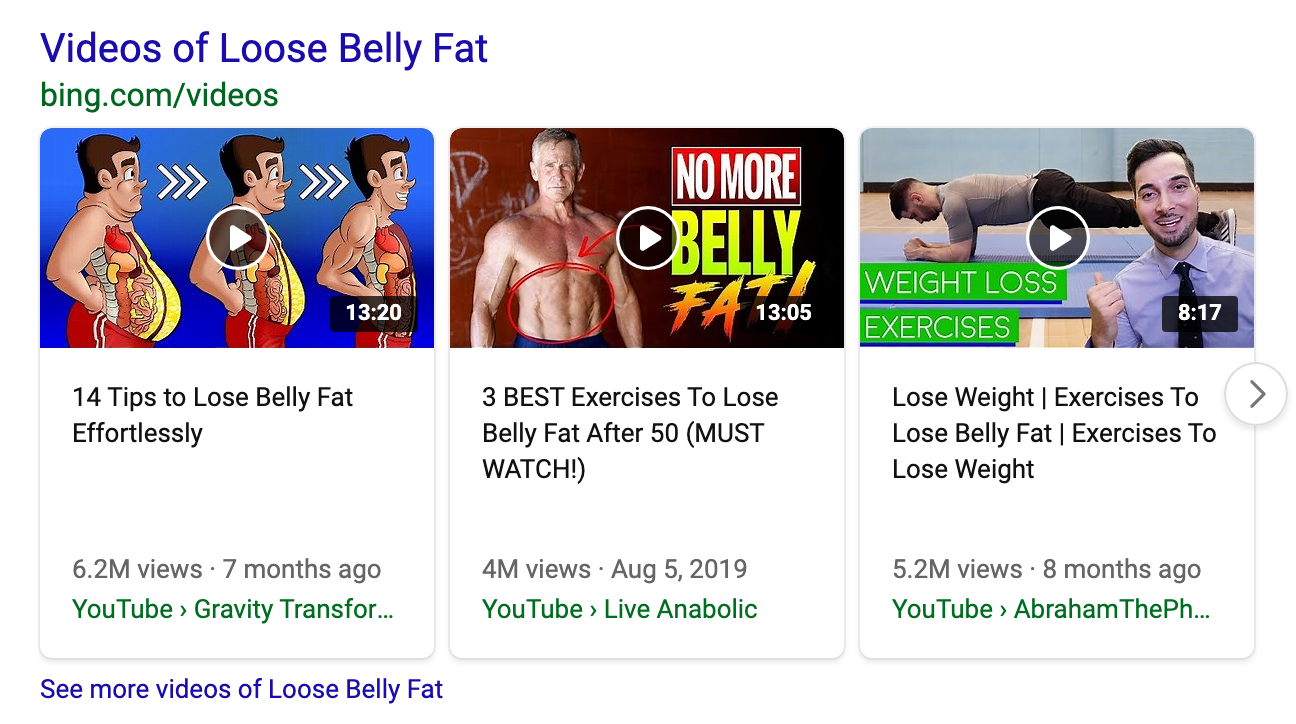 Videos of Loose Belly Fat
bing.com/videos
13:20
NO MORE
BELLY
FAT!
13:05
WEIGHT LOSS
EXERCISES
8:17
14 Tips to Lose Belly Fat
Effortlessly
6.2M views · 7 months ago
YouTube › Gravity Transfor...
3 BEST Exercises To Lose
Belly Fat After 50 (MUST
WATCH!)
4M views · Aug 5, 2019
YouTube › Live Anabolic
Lose Weight | Exercises To
Lose Belly Fat | Exercises To
Lose Weight
5.2M views · 8 months ago
YouTube › AbrahamThePh...
See more videos of Loose Belly Fat